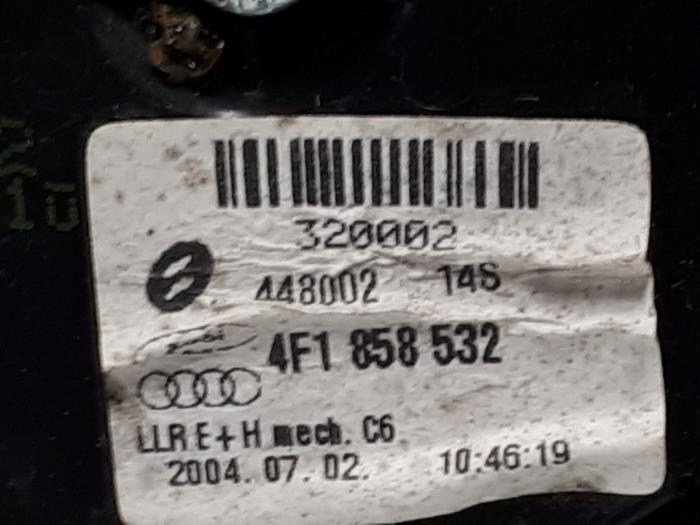 320002
448002 14S
4F1 858 532
LLR E+H mech. C6
2004.07.02. 10:46:19